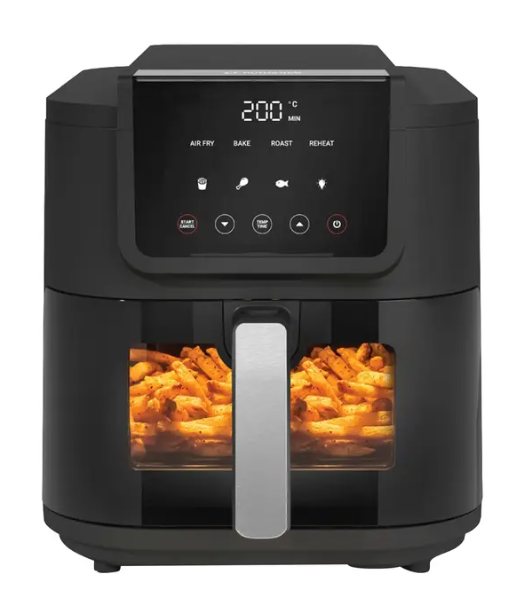 200 °C
MIN
AIR FRY BAKE ROAST REHEAT
START
CANCEL
TEMP
TIME